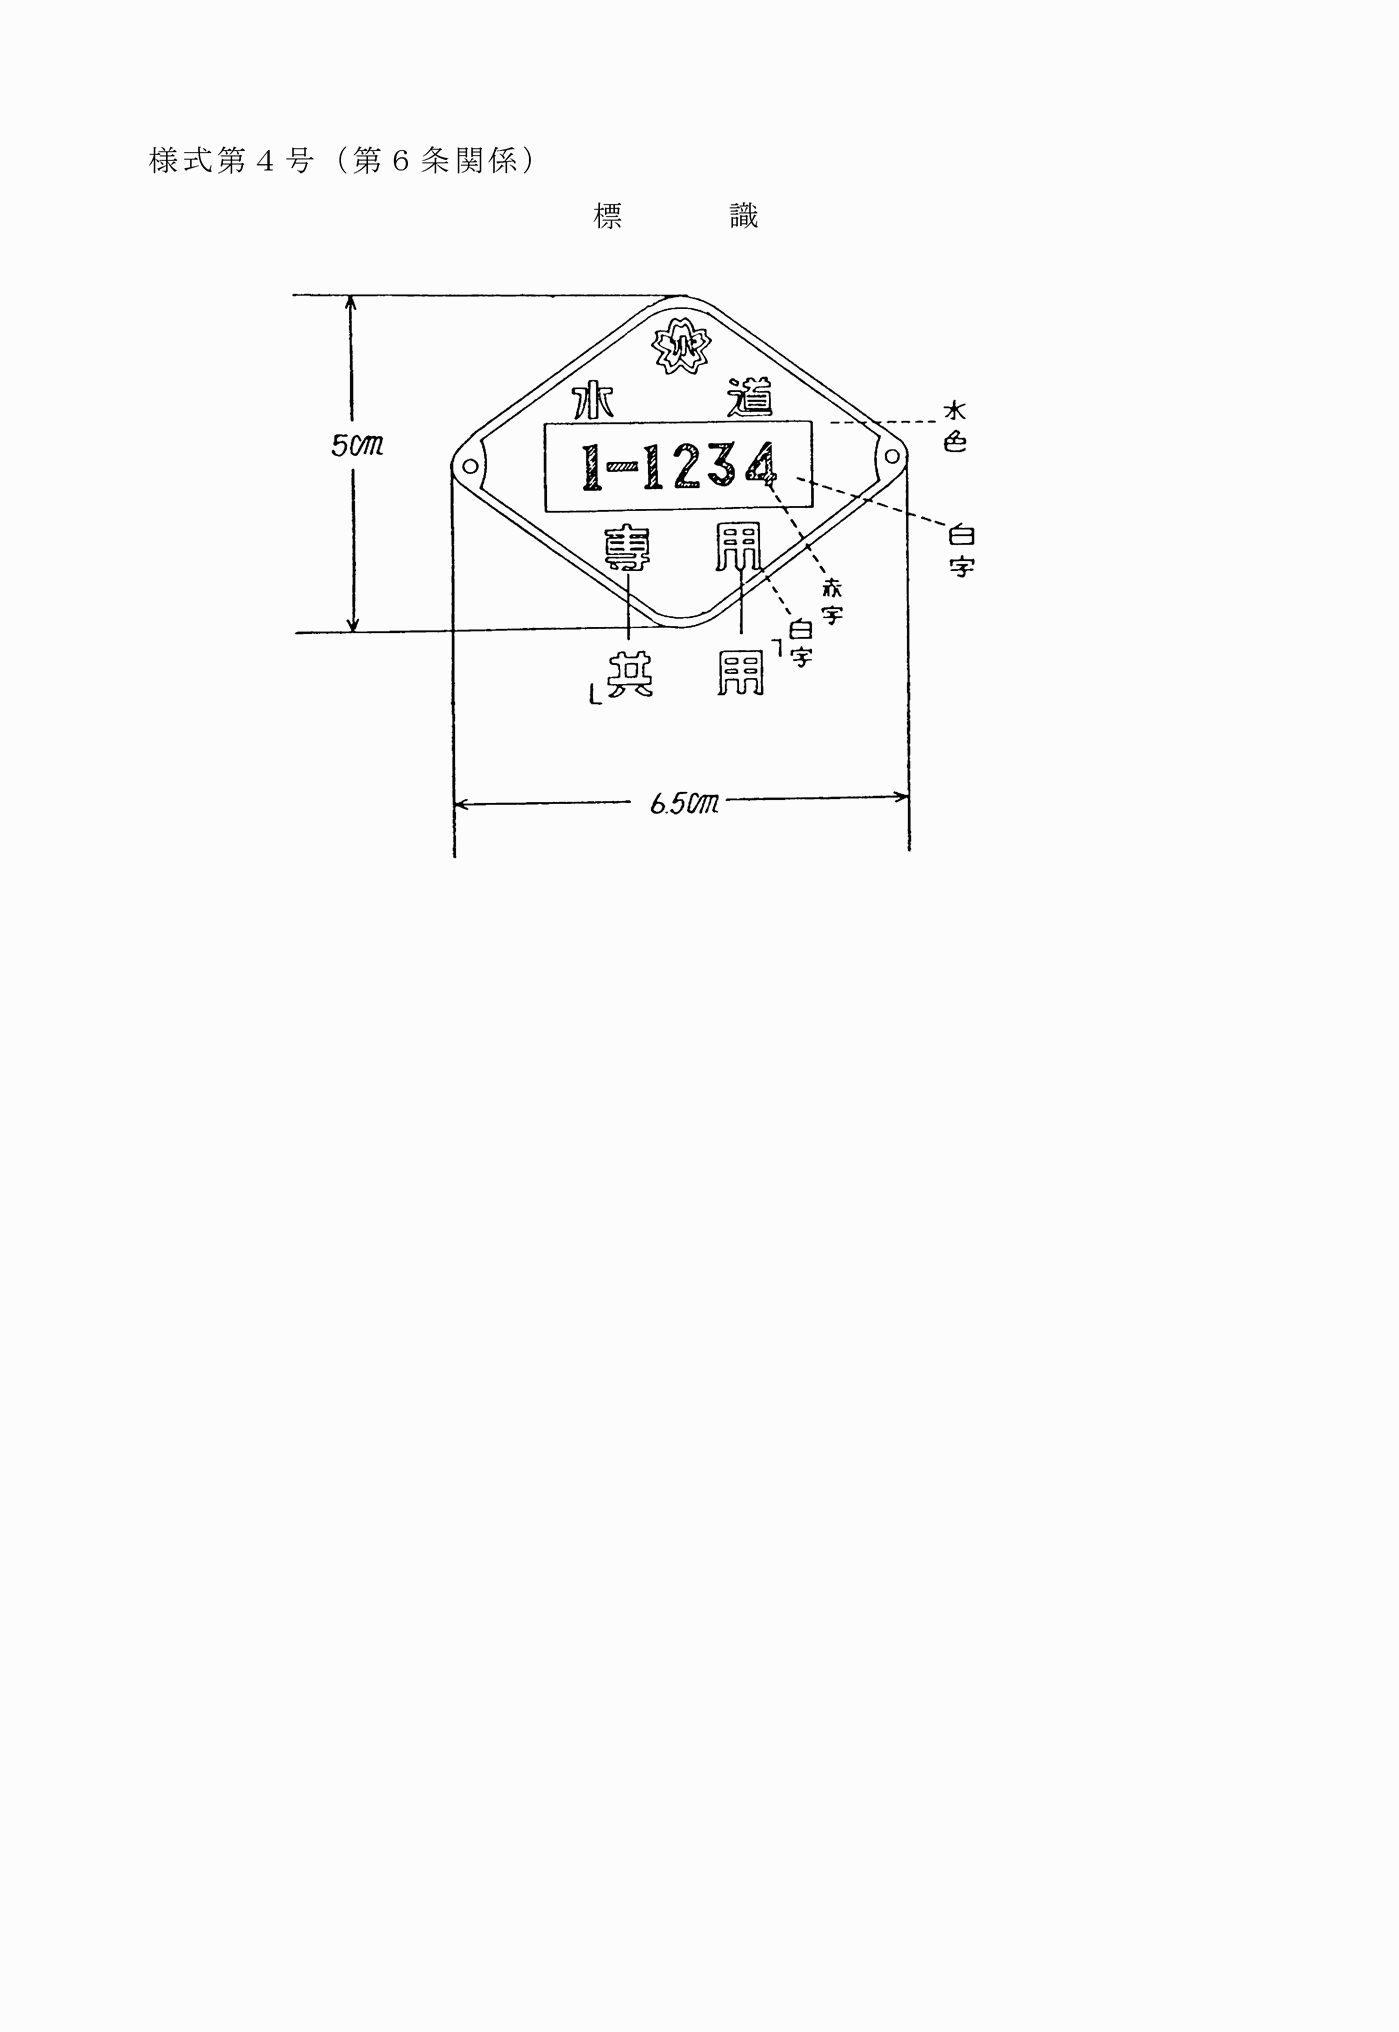 様式第４号（第６条関係）
標　識
水
水　道
5cm
1-1234
水色
白字
専　用
赤字
白字
共　用
6.5cm